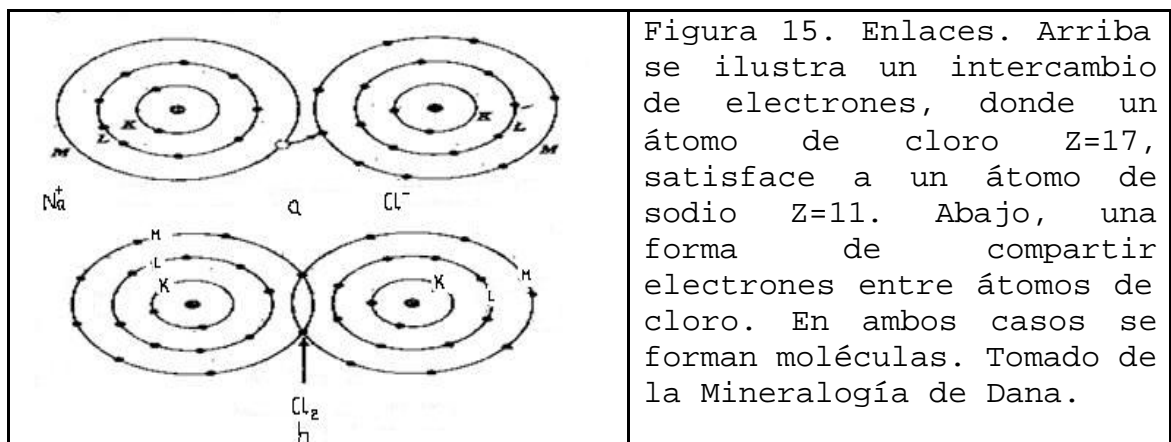 K
L
M
K
L
M
Na+
a
Cl-
M
L
K
K
L
M
Cl2
b
Figura 15. Enlaces. Arriba
se ilustra un intercambio
de electrones, donde un
átomo de cloro Z=17,
satisface a un átomo de
sodio Z=11. Abajo, una
forma de compartir
electrones entre átomos de
cloro. En ambos casos se
forman moléculas. Tomado de
la Mineralogía de Dana.